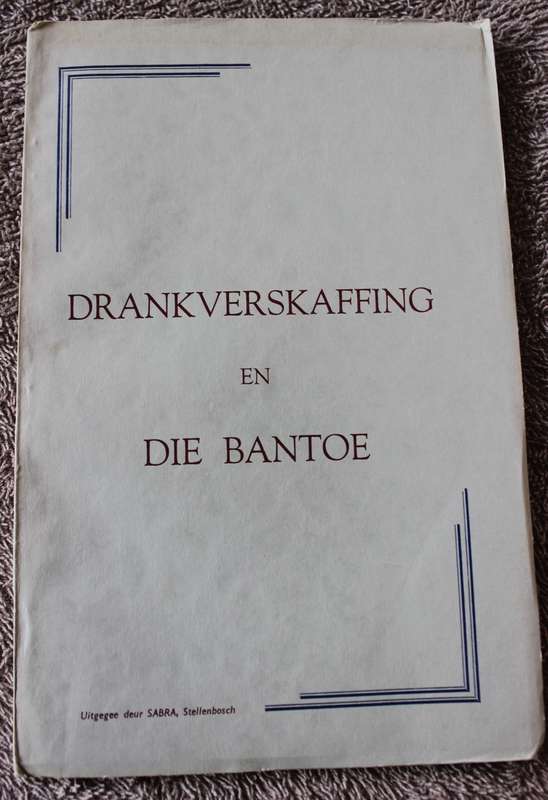 DRANKVERSKAFFING
EN
DIE BANTOE
Uitgegee deur SABRA, Stellenbosch